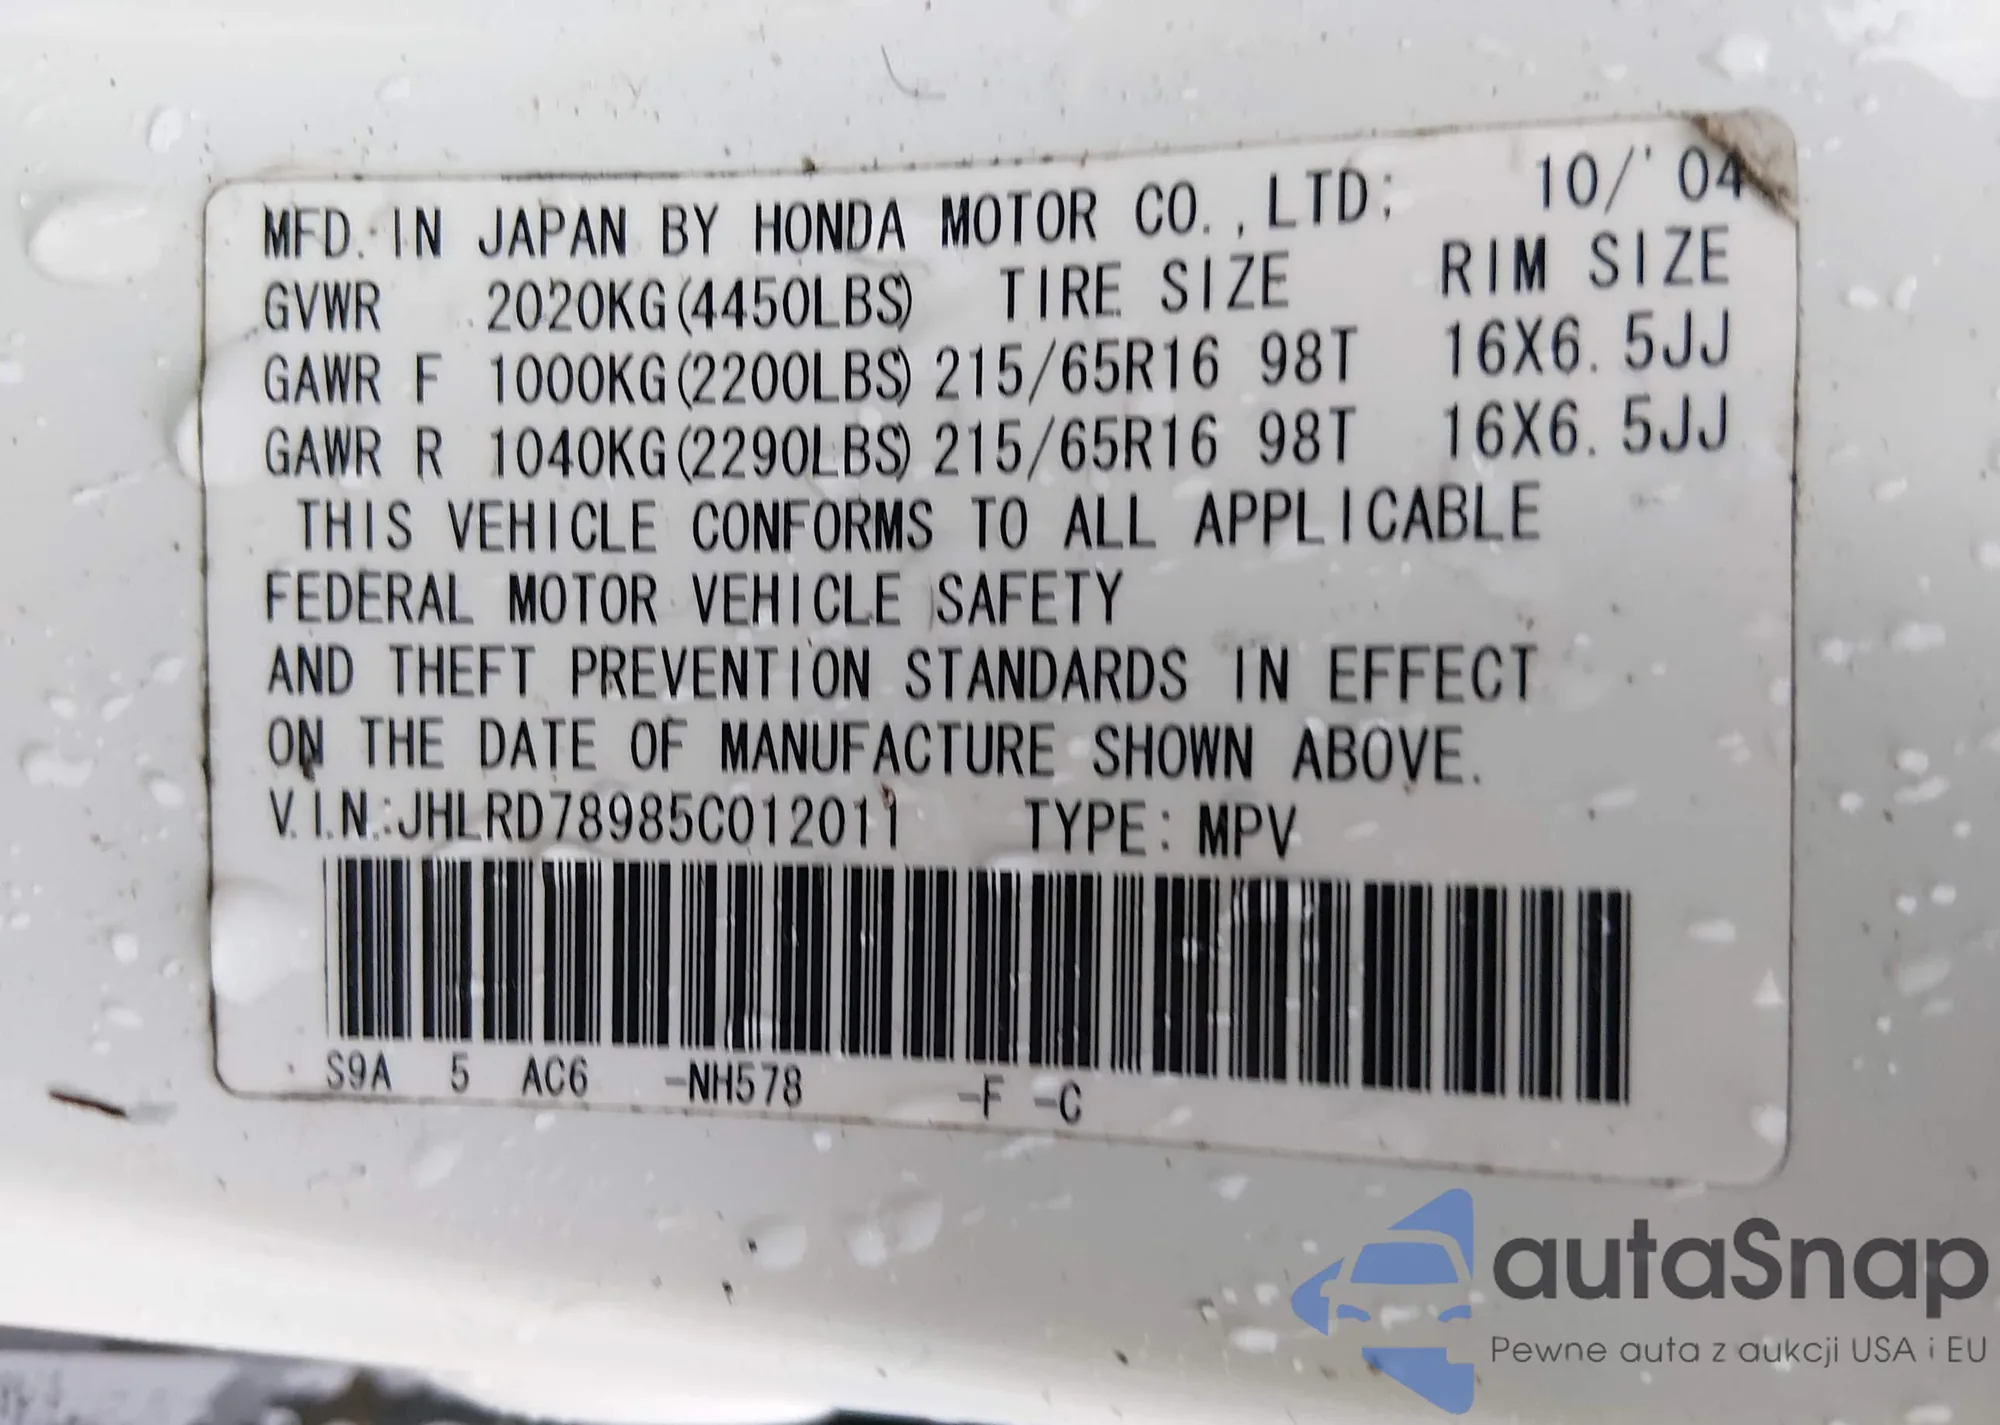 MFD. IN JAPAN BY HONDA MOTOR CO., LTD. 10/'04
GVWR 2020KG(4450LBS) TIRE SIZE RIM SIZE
GAWR F 1000KG(2200LBS) 215/65R16 98T 16X6.5JJ
GAWR R 1040KG(2290LBS) 215/65R16 98T 16X6.5JJ
THIS VEHICLE CONFORMS TO ALL APPLICABLE
FEDERAL MOTOR VEHICLE SAFETY
AND THEFT PREVENTION STANDARDS IN EFFECT
ON THE DATE OF MANUFACTURE SHOWN ABOVE.
V.I.N.:JHLRD78985C012011 TYPE: MPV
S9A 5 AC6 -NH578 -F -C
autaSnap
Pewne auta z aukcji USA i EU